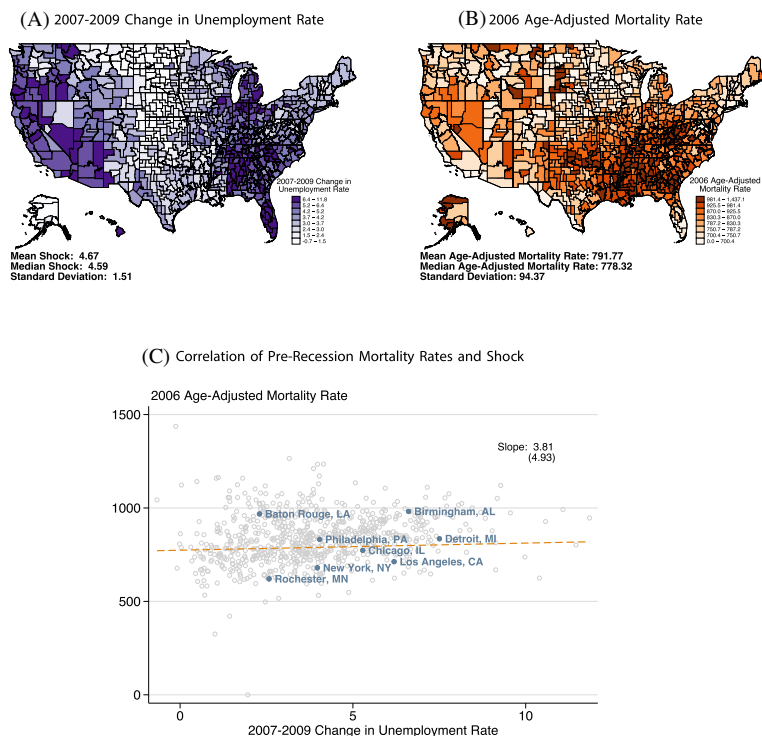 (A) 2007-2009 Change in Unemployment Rate
2007-2009 Change in
Unemployment Rate
6.4 – 11.8
5.2 – 6.4
4.2 – 5.2
3.7 – 4.2
3.0 – 3.7
2.4 – 3.0
1.5 – 2.4
-0.7 – 1.5
Mean Shock: 4.67
Median Shock: 4.59
Standard Deviation: 1.51
(B) 2006 Age-Adjusted Mortality Rate
2006 Age-Adjusted
Mortality Rate
981.4 – 1,437.1
925.5 – 981.4
870.0 – 925.5
830.3 – 870.0
787.2 – 830.3
750.7 – 787.2
700.4 – 750.7
0.0 – 700.4
Mean Age-Adjusted Mortality Rate: 791.77
Median Age-Adjusted Mortality Rate: 778.32
Standard Deviation: 94.37
(C) Correlation of Pre-Recession Mortality Rates and Shock
2006 Age-Adjusted Mortality Rate
1500
Slope: 3.81
(4.93)
1000
Baton Rouge, LA
Birmingham, AL
Philadelphia, PA
Detroit, MI
Chicago, IL
Los Angeles, CA
New York, NY
Rochester, MN
500
0
0
5
10
2007-2009 Change in Unemployment Rate